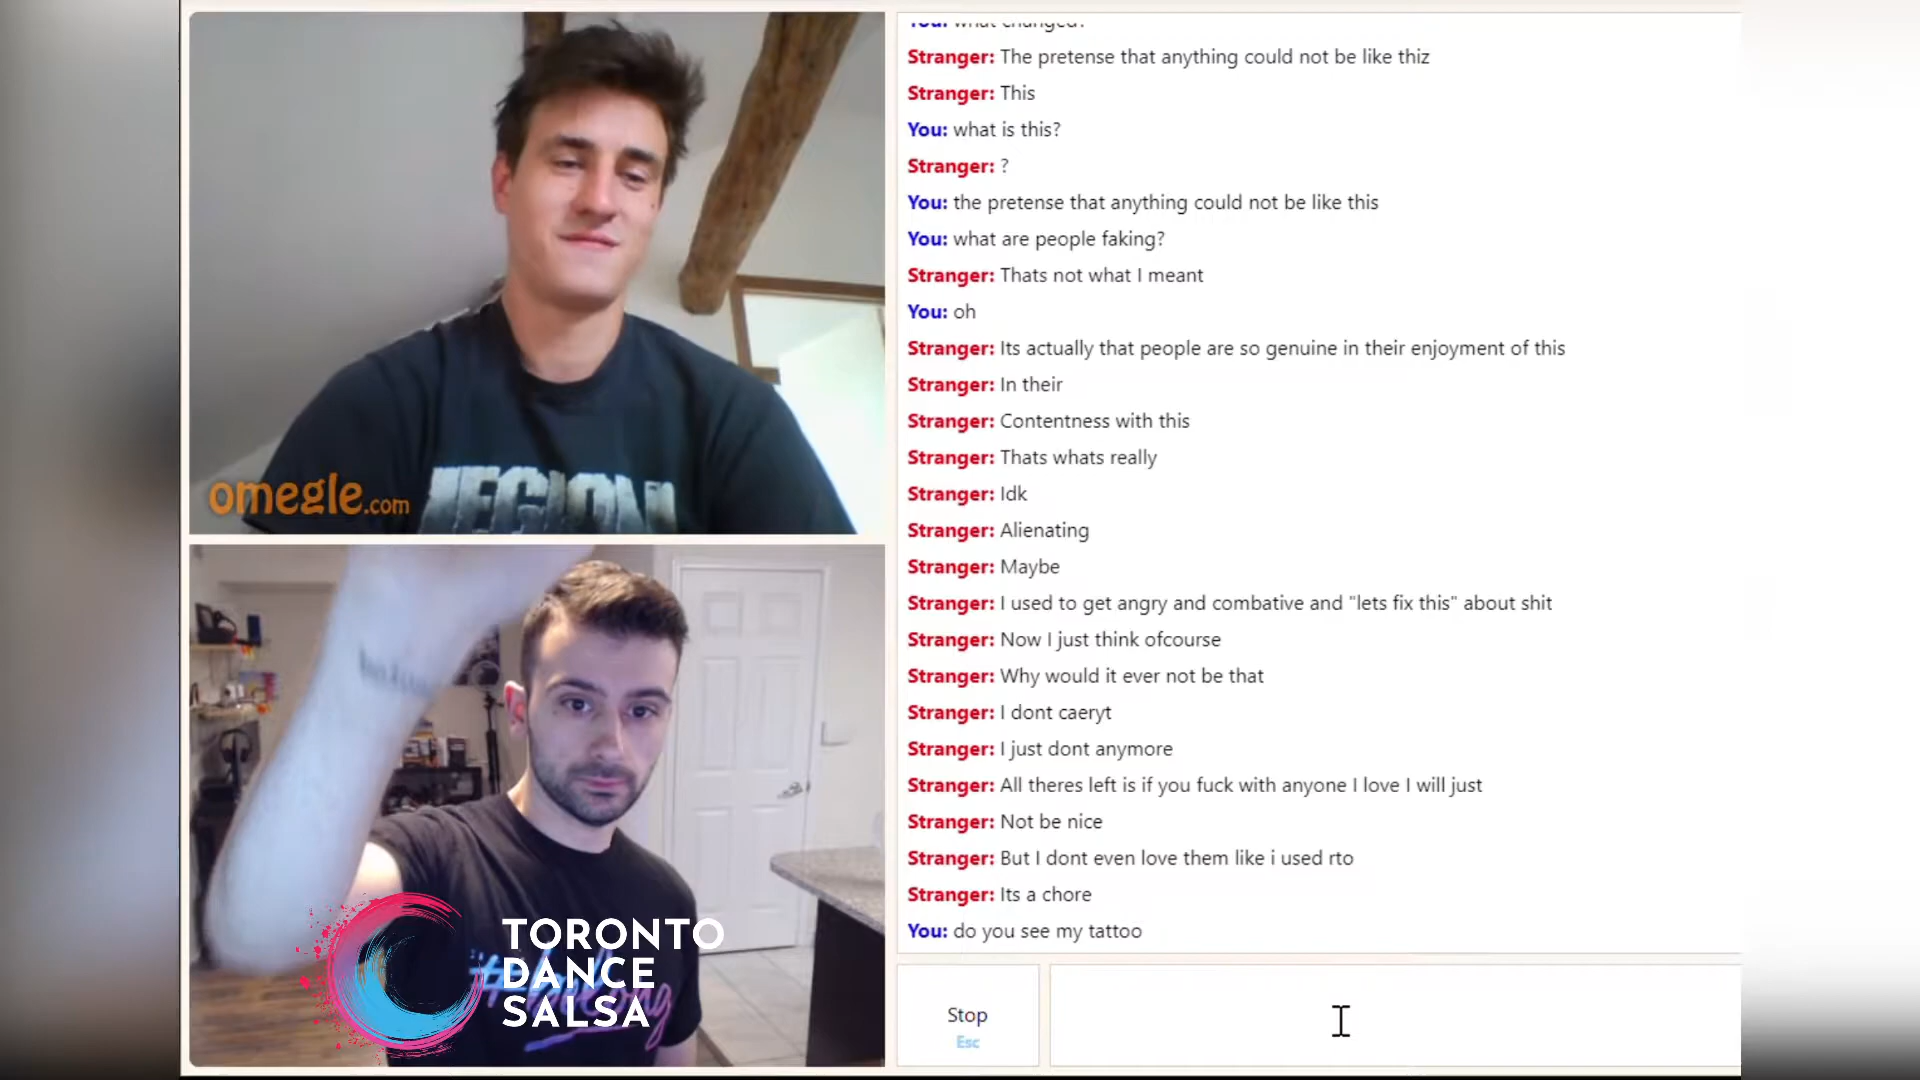 You: what changed?
Stranger: The pretense that anything could not be like thiz
Stranger: This
You: what is this?
Stranger: ?
You: the pretense that anything could not be like this
You: what are people faking?
Stranger: Thats not what I meant
You: oh
Stranger: Its actually that people are so genuine in their enjoyment of this
Stranger: In their
Stranger: Contentness with this
Stranger: Thats whats really
Stranger: Idk
Stranger: Alienating
Stranger: Maybe
Stranger: I used to get angry and combative and "lets fix this" about shit
Stranger: Now I just think ofcourse
Stranger: Why would it ever not be that
Stranger: I dont caeryt
Stranger: I just dont anymore
Stranger: All theres left is if you fuck with anyone I love I will just
Stranger: Not be nice
Stranger: But I dont even love them like i used rto
Stranger: Its a chore
You: do you see my tattoo
Stop
Esc
omegle.com
TORONTO
DANCE
SALSA